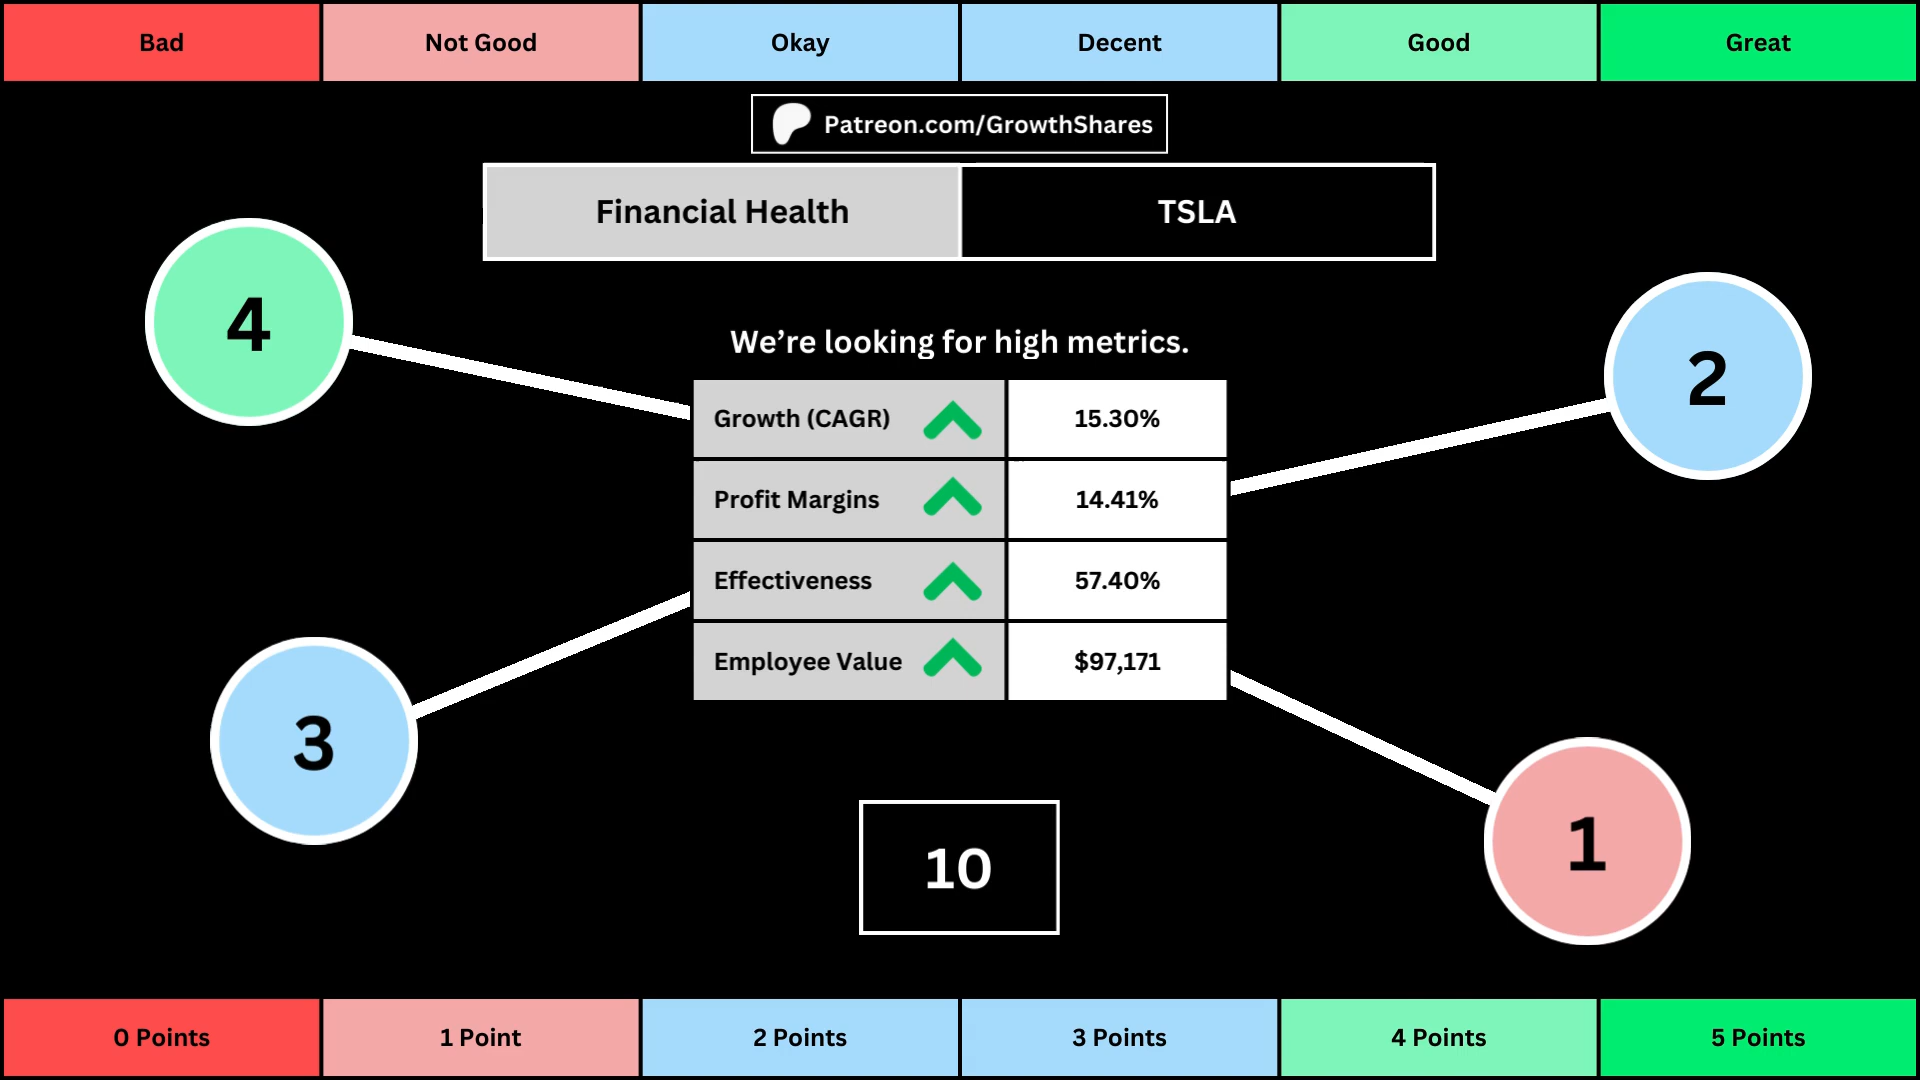 Bad
Not Good
Okay
Decent
Good
Great
Patreon.com/GrowthShares
Financial Health
TSLA
4
2
We’re looking for high metrics.
Growth (CAGR)
15.30%
Profit Margins
14.41%
Effectiveness
57.40%
Employee Value
$97,171
3
1
10
0 Points
1 Point
2 Points
3 Points
4 Points
5 Points